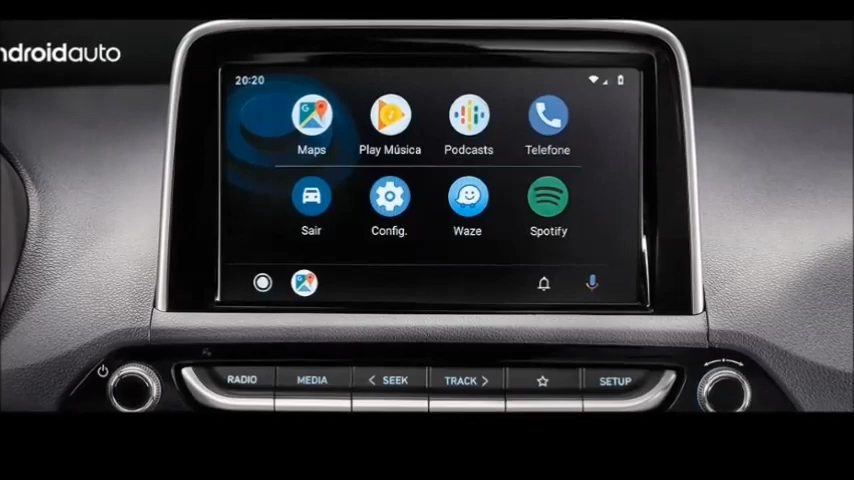 ndroidauto
20:20
Maps Play Música Podcasts Telefone
Sair Config. Waze Spotify
RADIO MEDIA < SEEK TRACK > SETUP